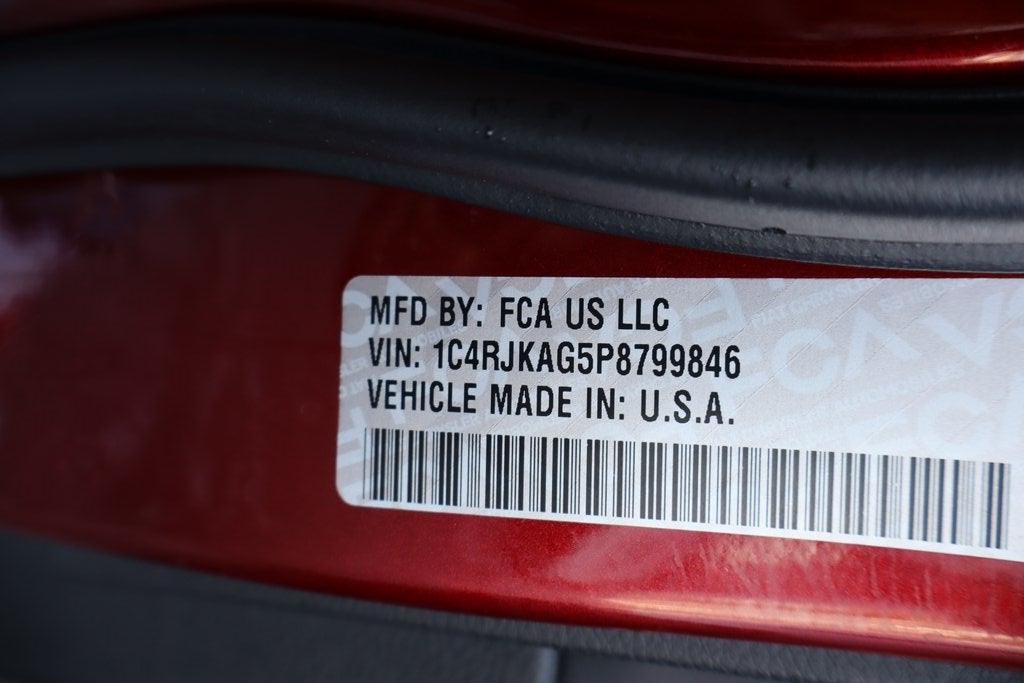 MFD BY: FCA US LLC
VIN: 1C4RJKAG5P8799846
VEHICLE MADE IN: U.S.A.